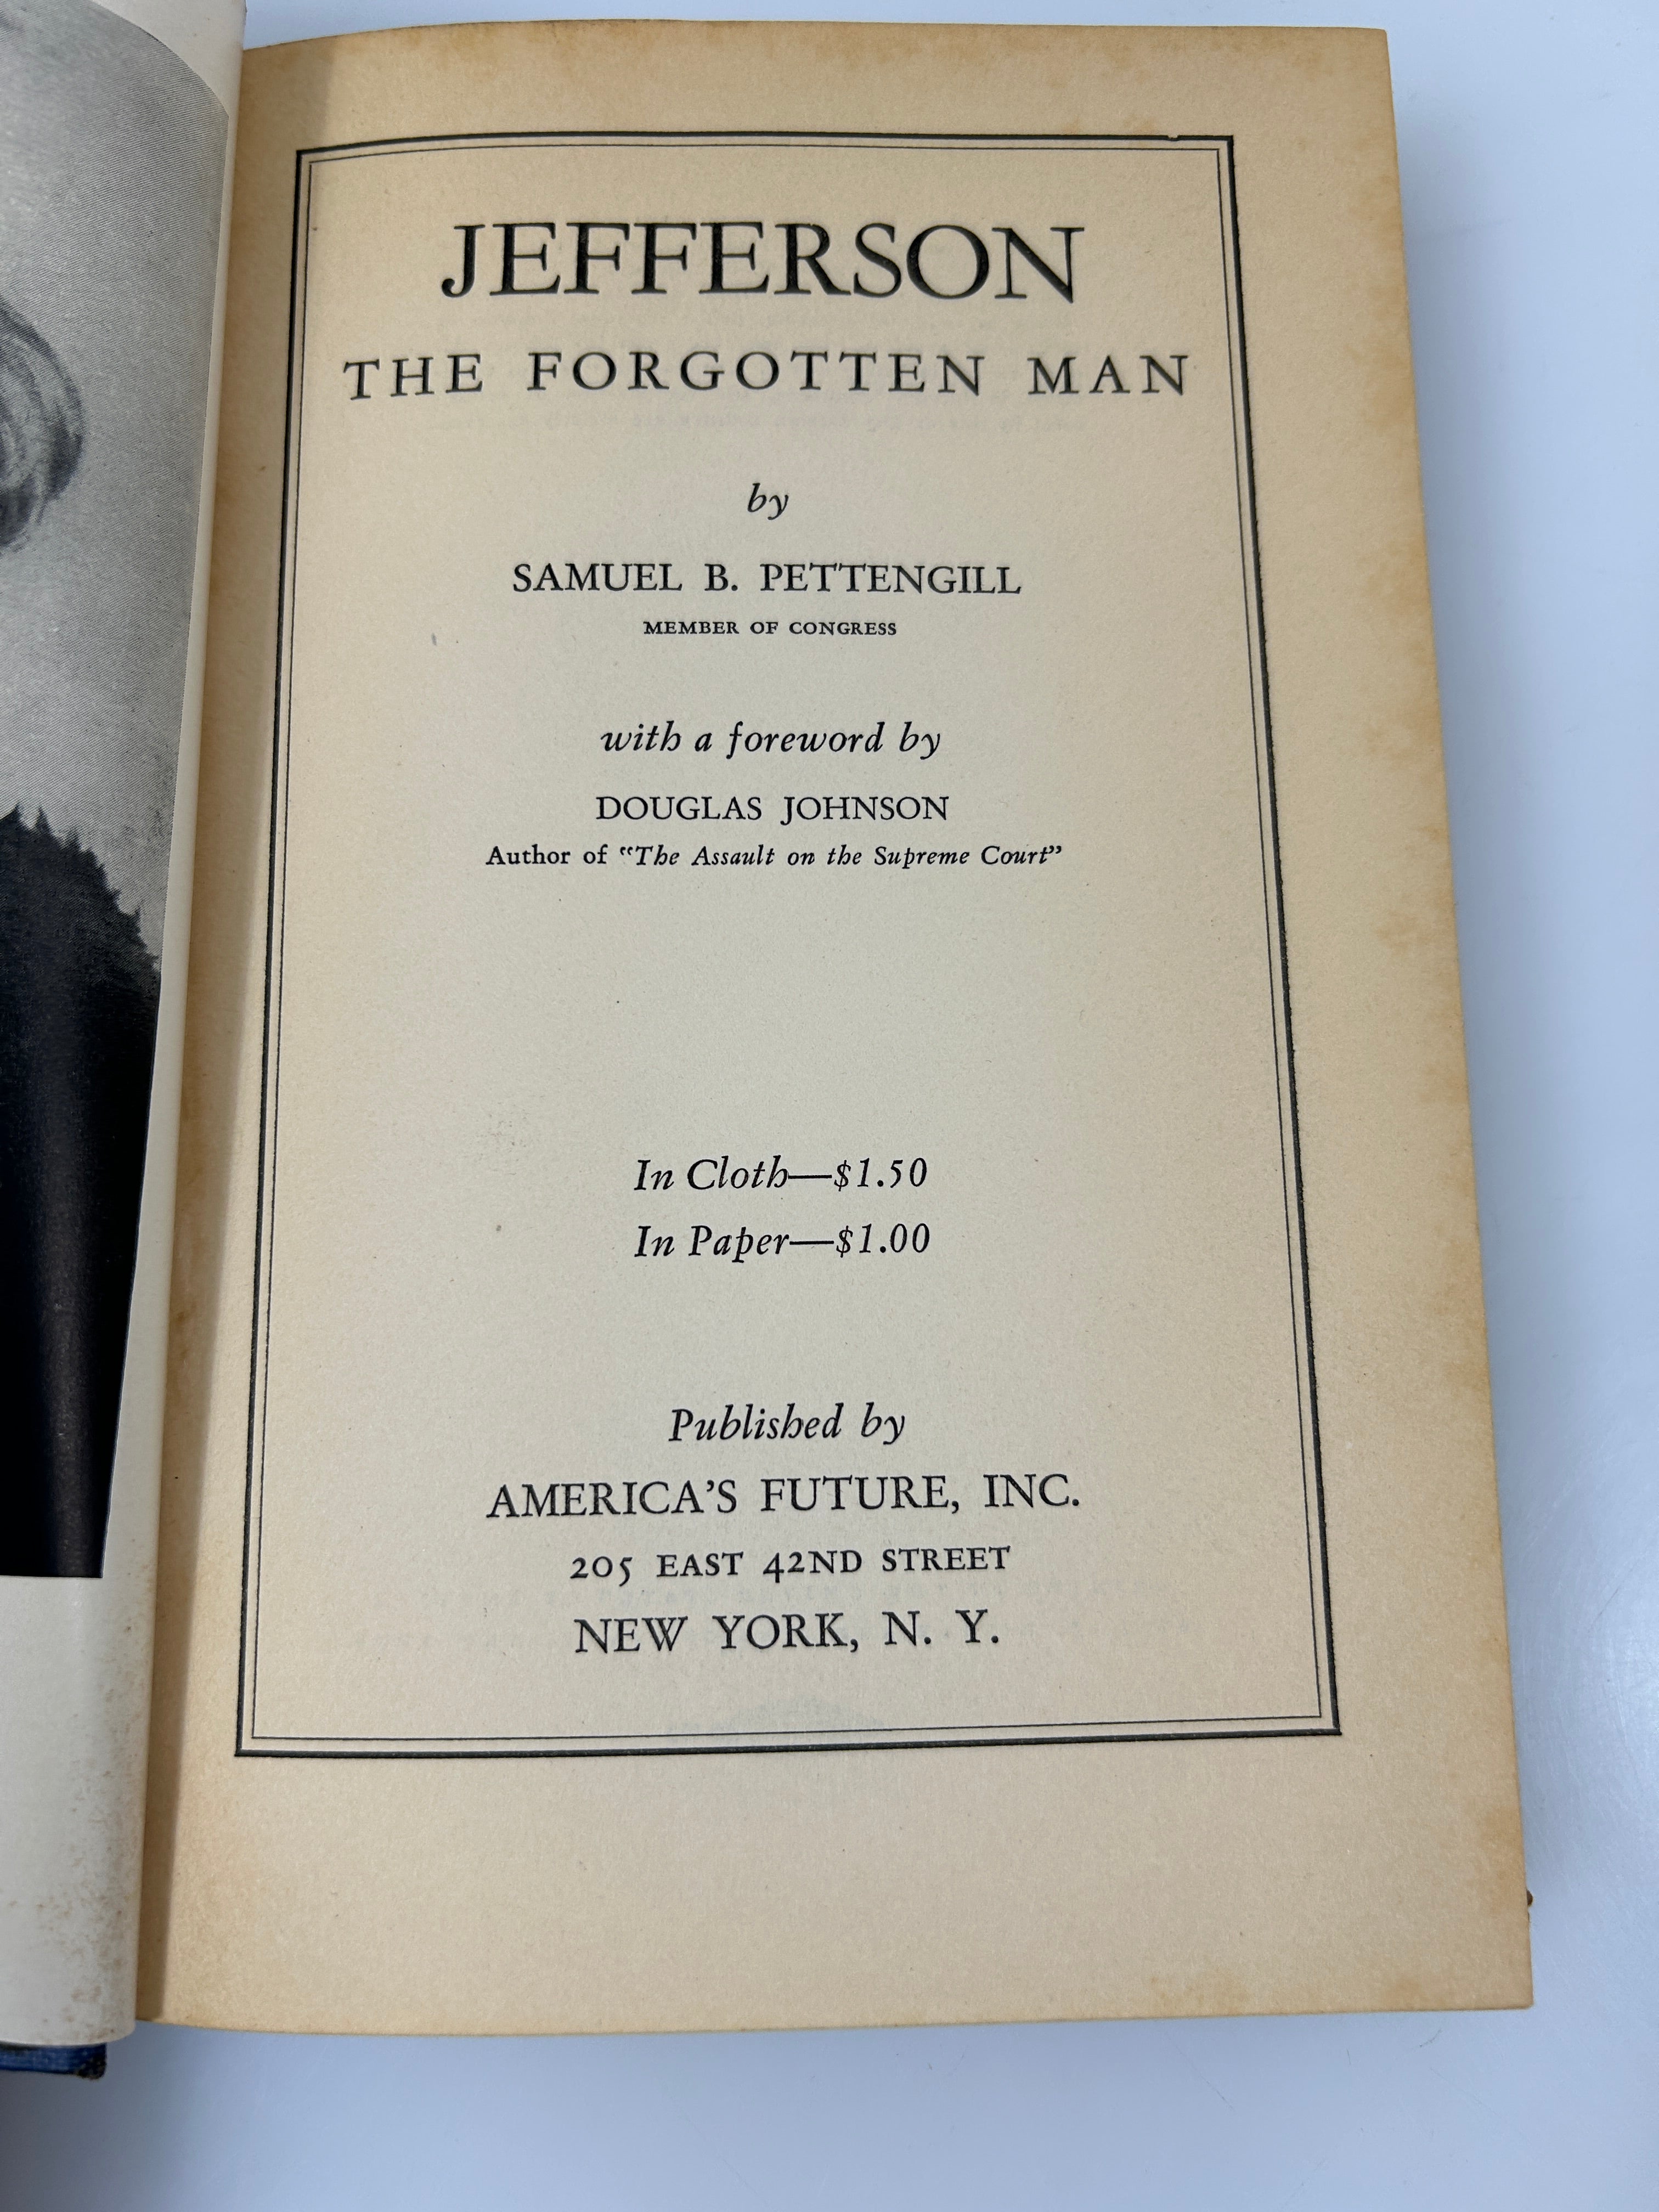 JEFFERSON
THE FORGOTTEN MAN
by
SAMUEL B. PETTENGILL
MEMBER OF CONGRESS
with a foreword by
DOUGLAS JOHNSON
Author of "The Assault on the Supreme Court"
In Cloth—$1.50
In Paper—$1.00
Published by
AMERICA'S FUTURE, INC.
205 EAST 42ND STREET
NEW YORK, N. Y.